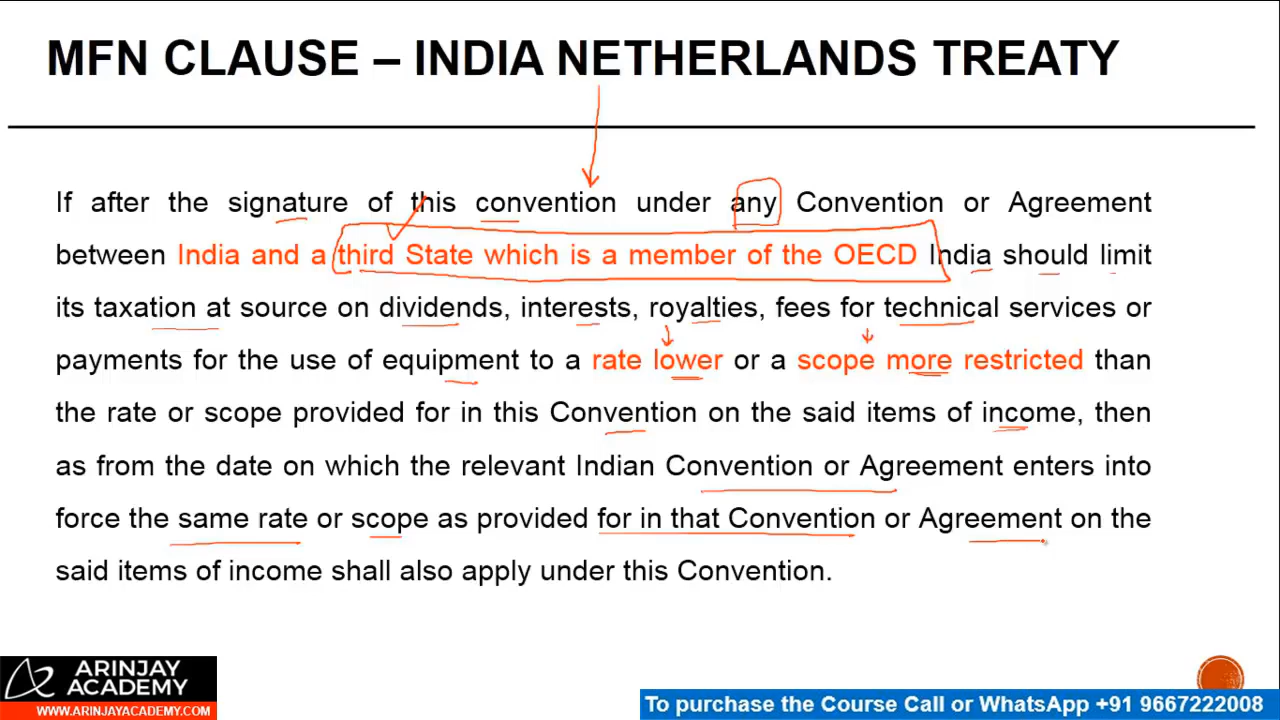 MFN CLAUSE – INDIA NETHERLANDS TREATY
If after the signature of this convention under any Convention or Agreement
between India and a third State which is a member of the OECD India should limit
its taxation at source on dividends, interests, royalties, fees for technical services or
payments for the use of equipment to a rate lower or a scope more restricted than
the rate or scope provided for in this Convention on the said items of income, then
as from the date on which the relevant Indian Convention or Agreement enters into
force the same rate or scope as provided for in that Convention or Agreement on the
said items of income shall also apply under this Convention.
ARINJAY
ACADEMY
WWW.ARINJAYACADEMY.COM
To purchase the Course Call or WhatsApp +91 9667222008